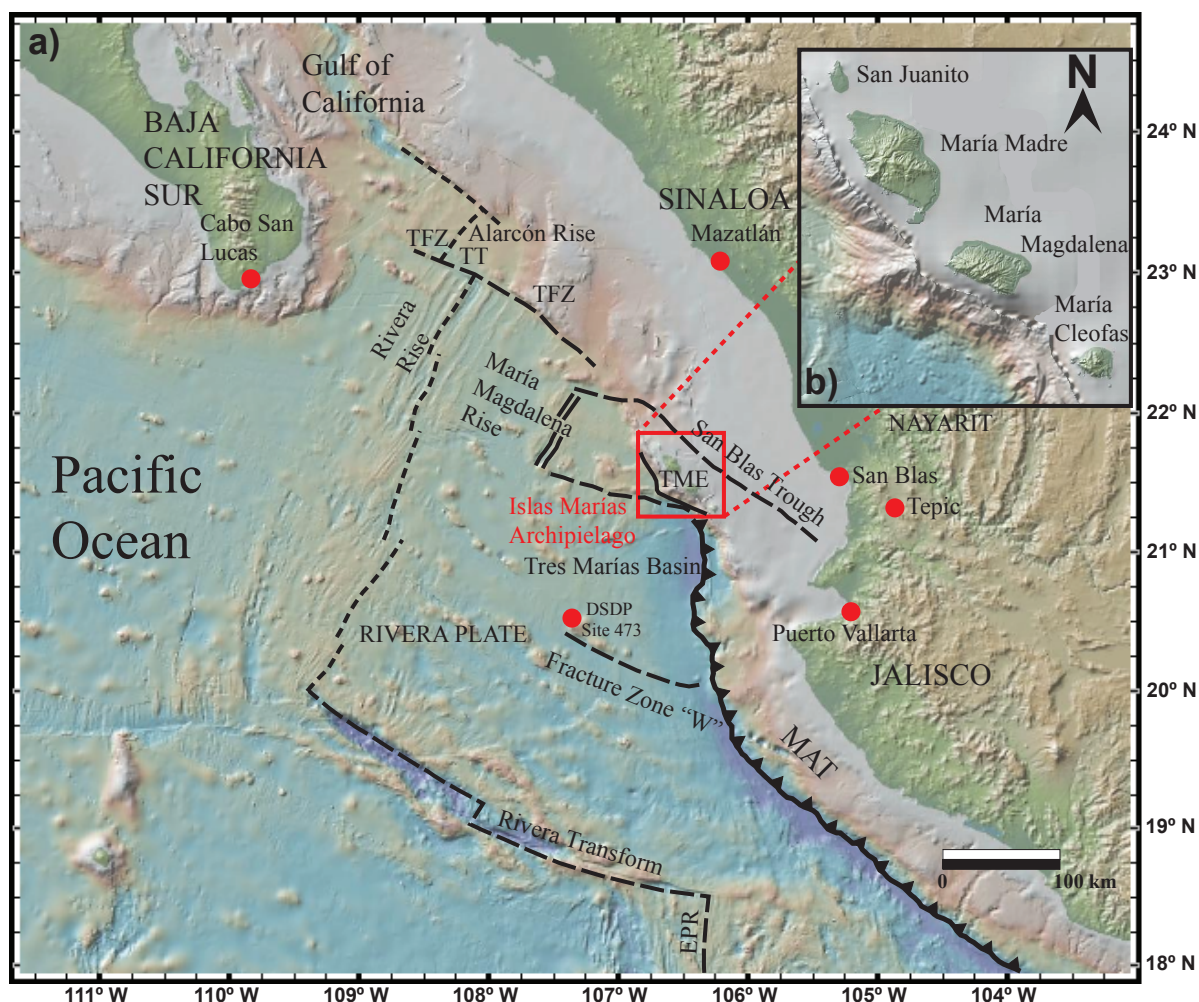 a)
Gulf of
California
BAJA
CALIFORNIA
SUR
Cabo San
Lucas
TFZ
Alarcón Rise
TT
TFZ
SINALOA
Mazatlán
Rivera
Rise
María
Magdalena
Rise
San Blas Trough
TME
Islas Marías
Archipielago
Tres Marías Basin
Pacific
Ocean
DSDP
Site 473
RIVERA PLATE
Fracture Zone “W”
NAYARIT
San Blas
Tepic
Puerto Vallarta
JALISCO
MAT
Rivera Transform
EPR
0
100 km
N
San Juanito
María Madre
María
Magdalena
María
Cleofas
b)
24° N
23° N
22° N
21° N
20° N
19° N
18° N
111° W
110° W
109° W
108° W
107° W
106° W
105° W
104° W